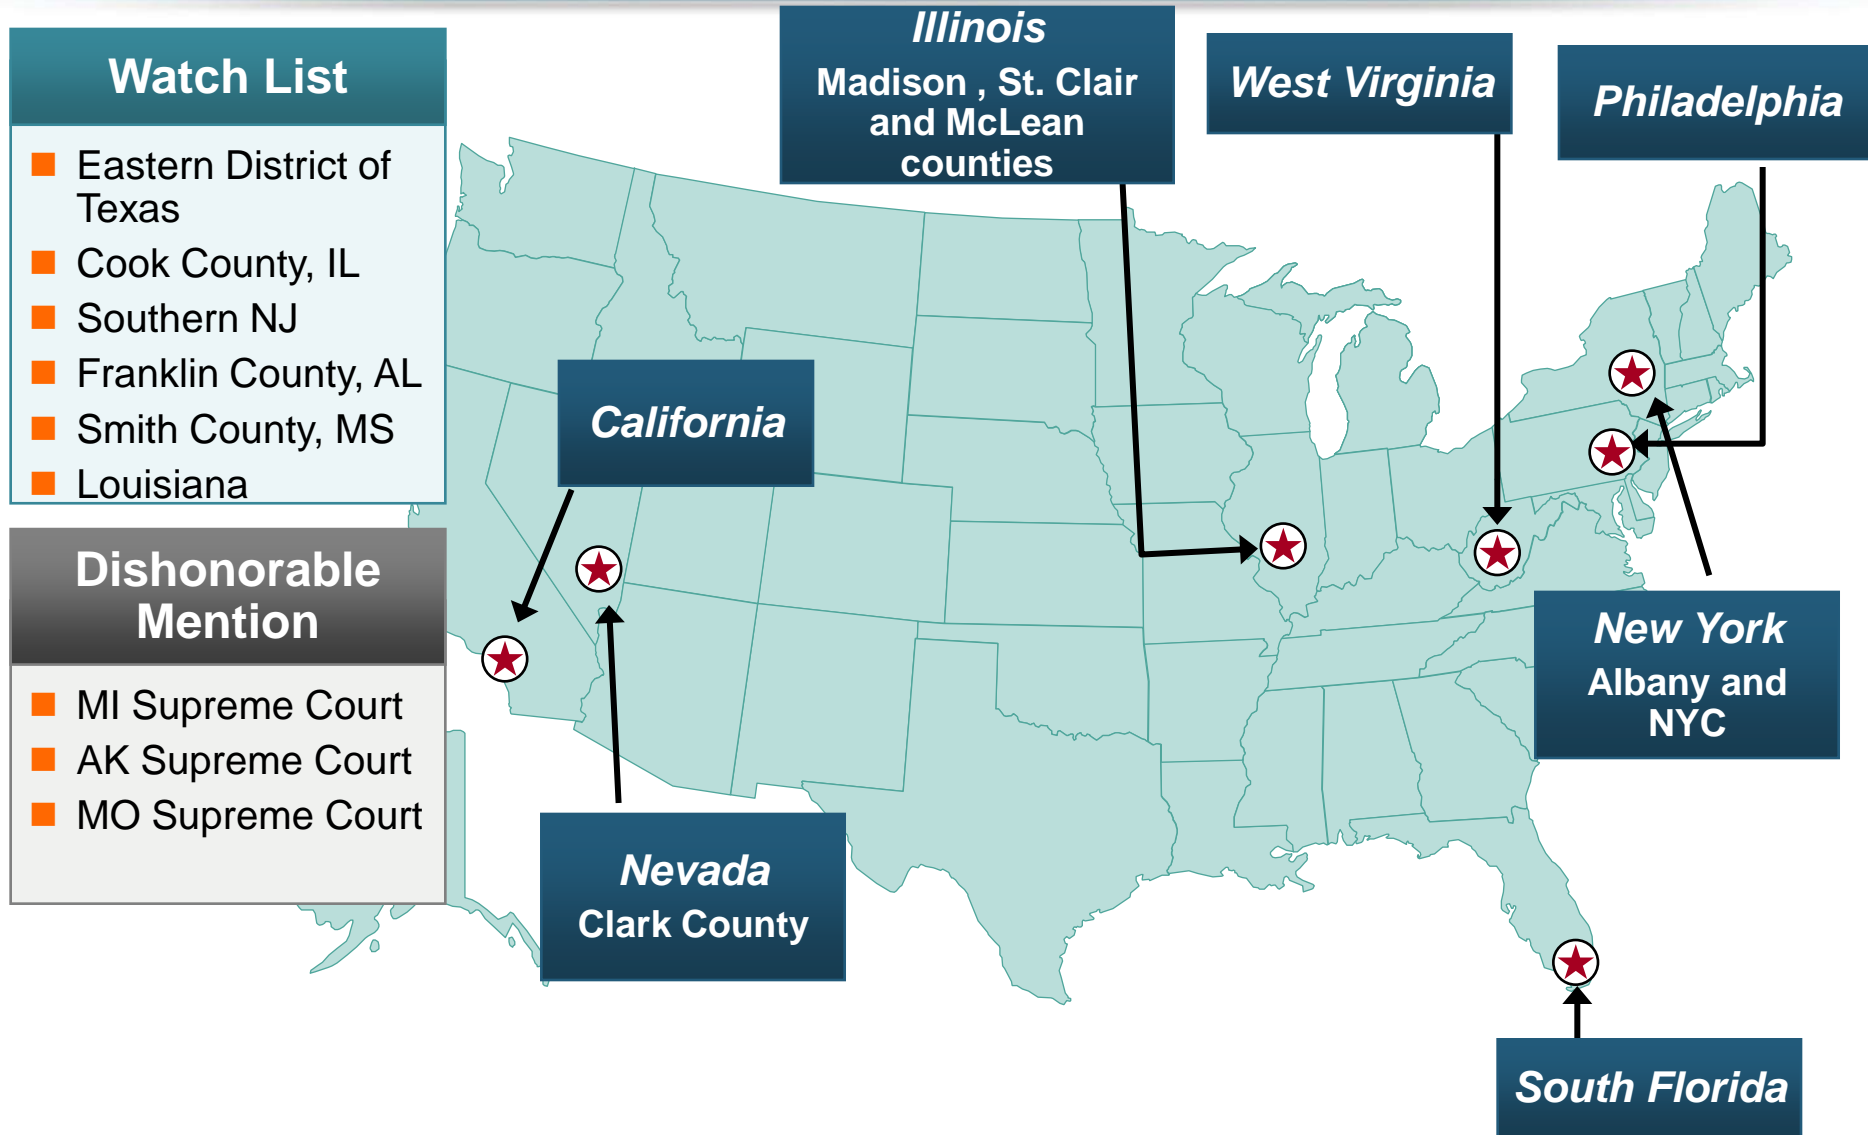 Watch List
Eastern District of
Texas
Cook County, IL
Southern NJ
Franklin County, AL
Smith County, MS
Louisiana
Dishonorable
Mention
MI Supreme Court
AK Supreme Court
MO Supreme Court
Illinois
Madison , St. Clair
and McLean
counties
West Virginia
Philadelphia
California
New York
Albany and
NYC
Nevada
Clark County
South Florida